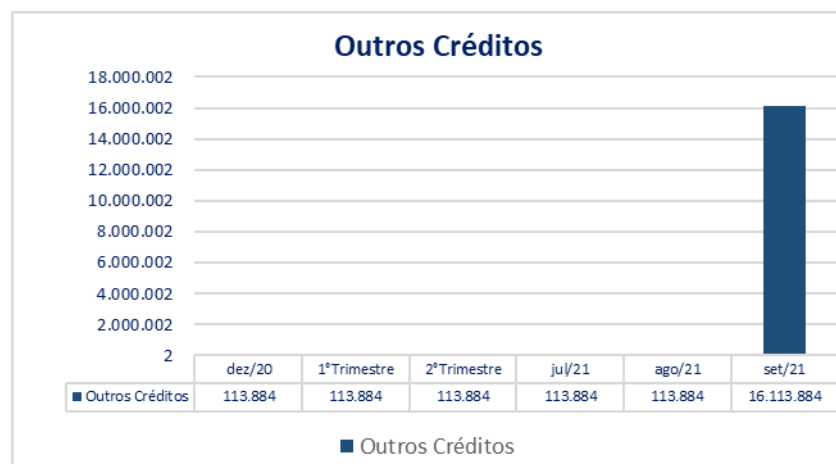 Outros Créditos
18.000.002
16.000.002
14.000.002
12.000.002
10.000.002
8.000.002
6.000.002
4.000.002
2.000.002
2
dez/20 1°Trimestre 2°Trimestre jul/21 ago/21 set/21
Outros Créditos 113.884 113.884 113.884 113.884 113.884 16.113.884
Outros Créditos